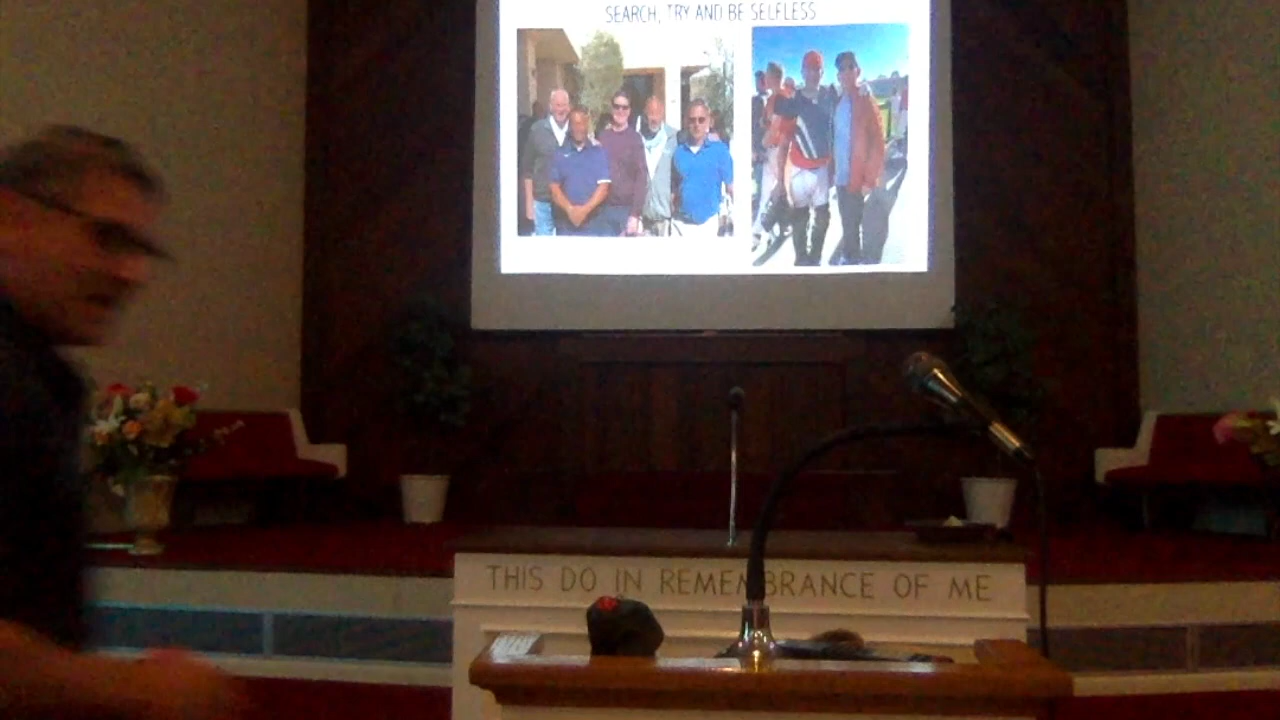 SEARCH, TRY AND BE SELFLESS
THIS DO IN REMEMBRANCE OF ME